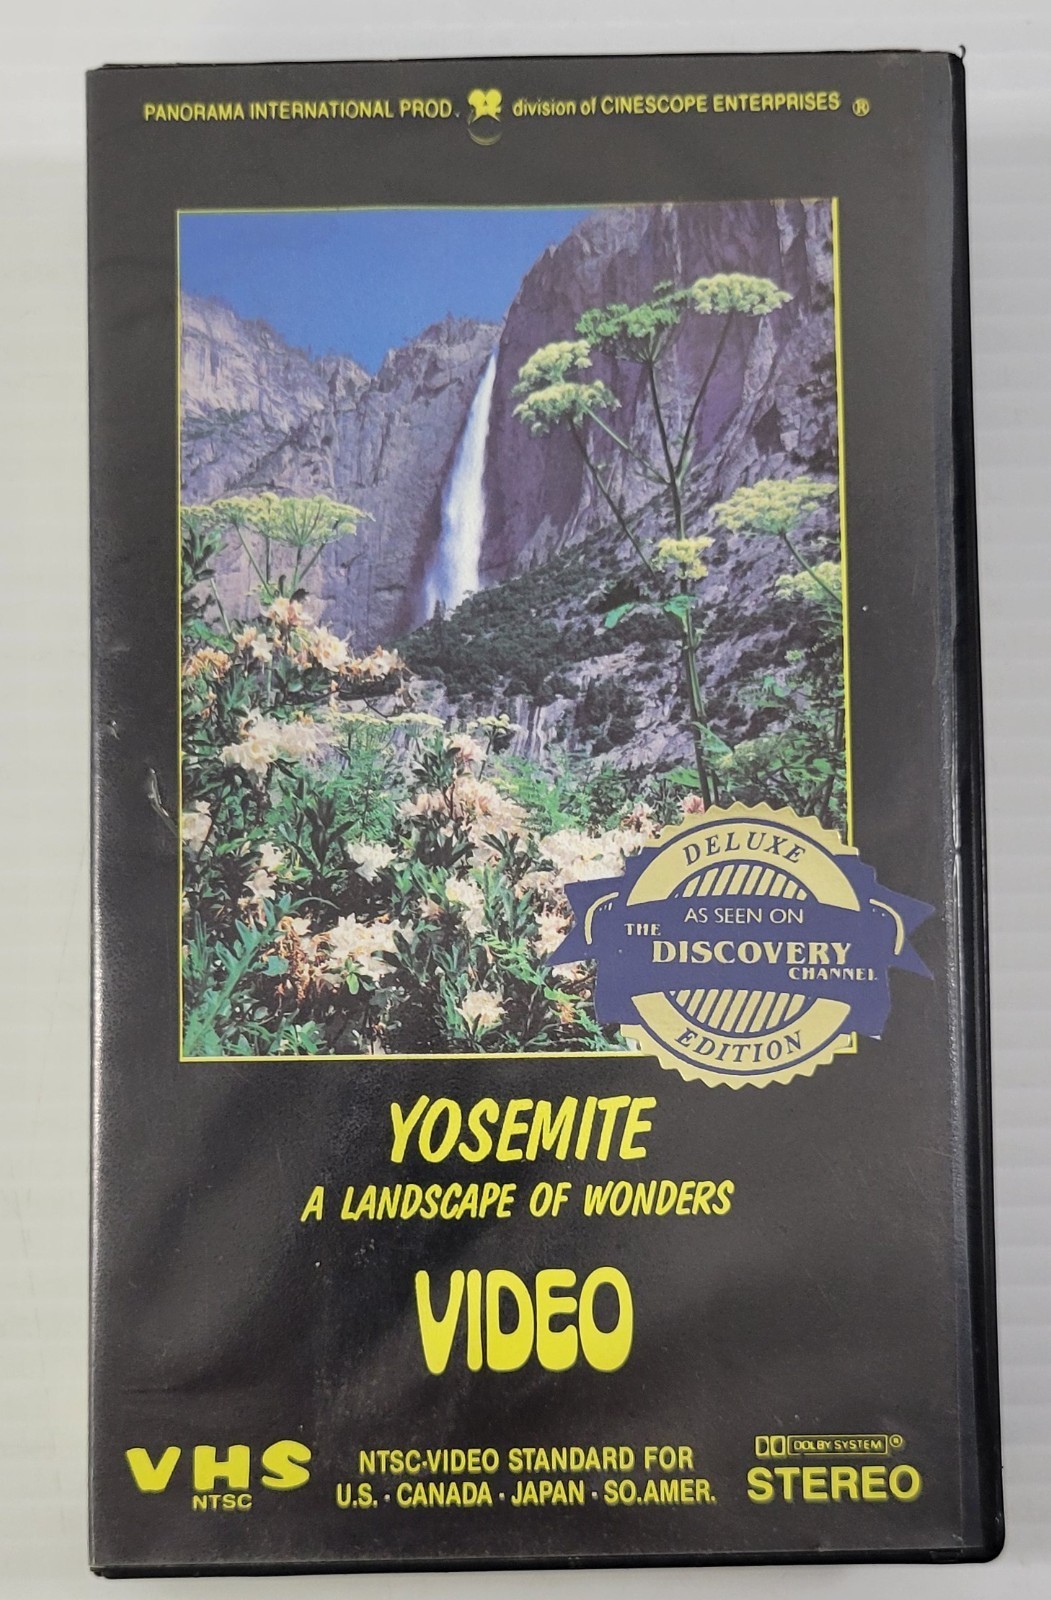 PANORAMA INTERNATIONAL PROD. division of CINESCOPE ENTERPRISES ®
DELUXE
AS SEEN ON
THE
DISCOVERY
CHANNEL
EDITION
YOSEMITE
A LANDSCAPE OF WONDERS
VIDEO
VHS
NTSC
NTSC-VIDEO STANDARD FOR
U.S. · CANADA · JAPAN · SO.AMER.
DOLBY SYSTEM ®
STEREO